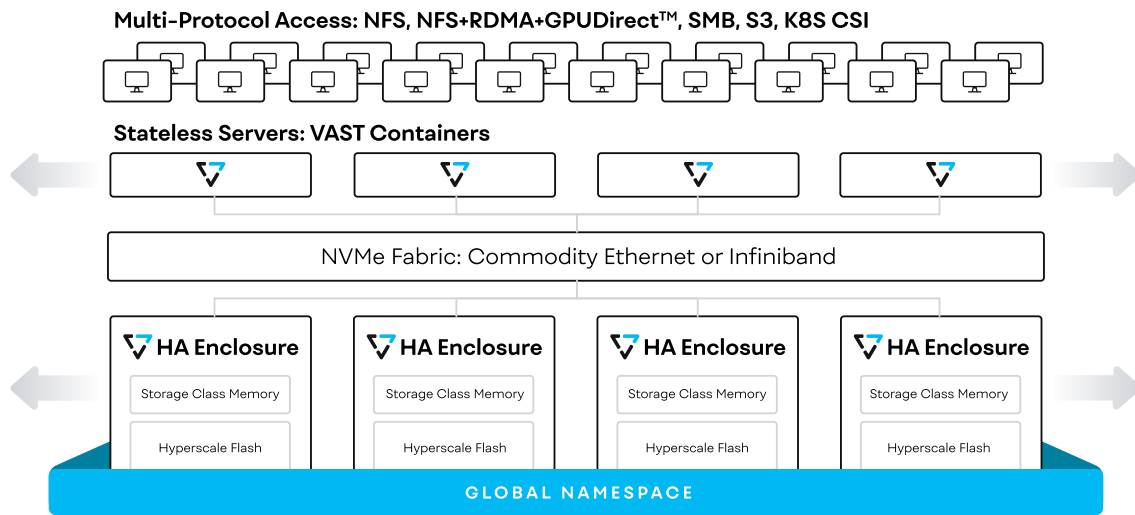 Multi-Protocol Access: NFS, NFS+RDMA+GPUDirect™, SMB, S3, K8S CSI
Stateless Servers: VAST Containers
NVMe Fabric: Commodity Ethernet or Infiniband
HA Enclosure
Storage Class Memory
Hyperscale Flash
HA Enclosure
Storage Class Memory
Hyperscale Flash
HA Enclosure
Storage Class Memory
Hyperscale Flash
HA Enclosure
Storage Class Memory
Hyperscale Flash
GLOBAL NAMESPACE